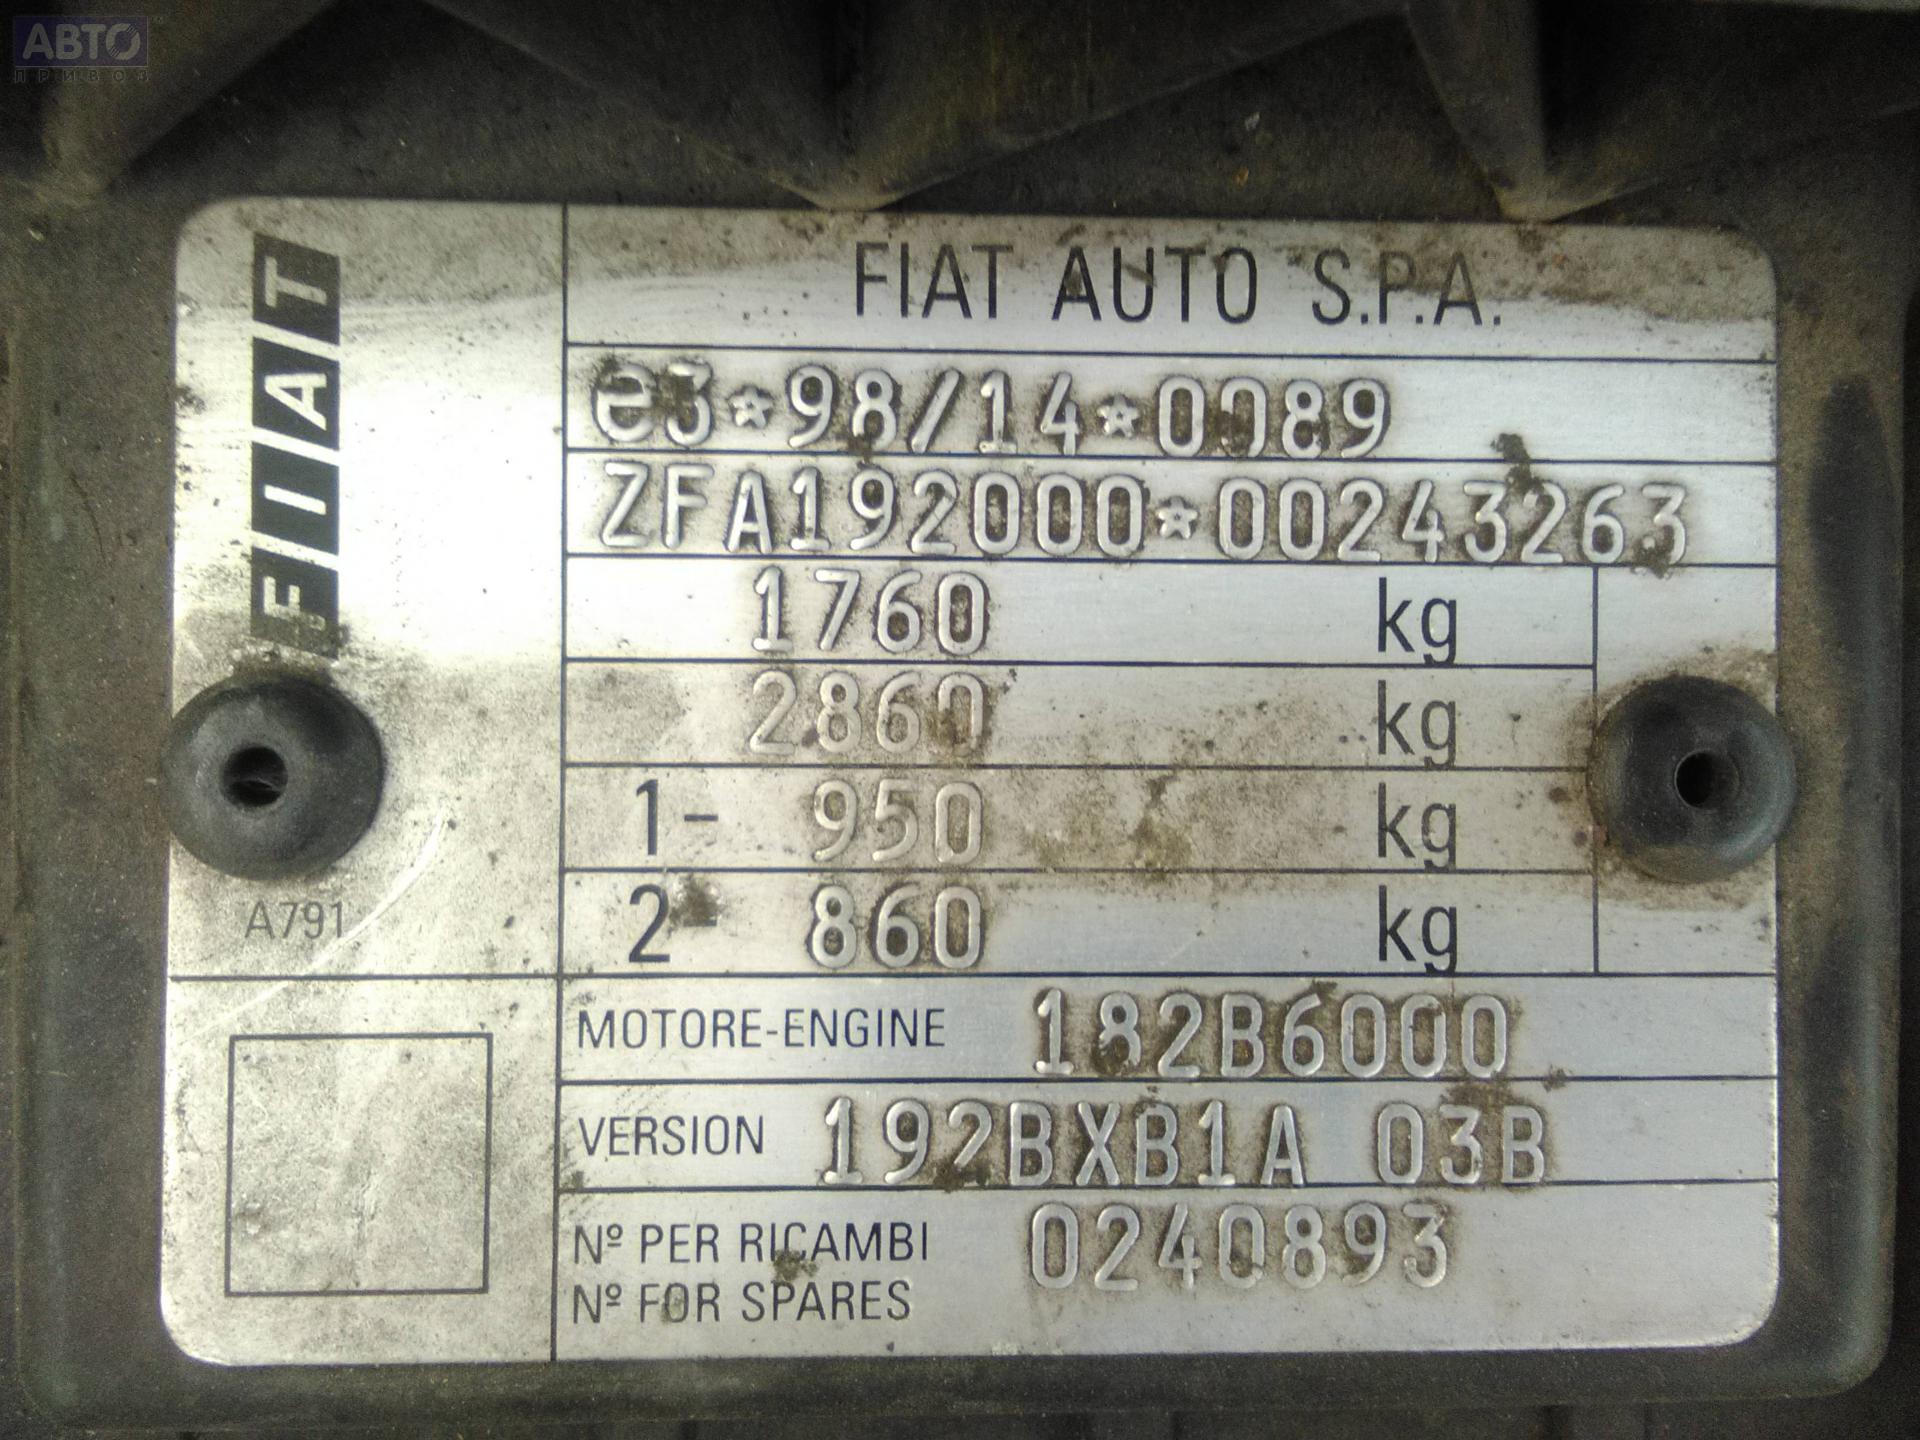 АВТО
ПРИВОЗ
FIAT
FIAT AUTO S.P.A.
e3*98/14*0089
ZFA192000*00243263
1760 kg
2860 kg
1- 950 kg
2- 860 kg
A791
MOTORE-ENGINE 182B6000
VERSION 192BXB1A 03B
Nº PER RICAMBI 0240893
Nº FOR SPARES